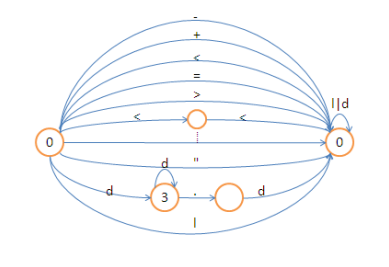 -
+
<
=
>
l|d
<
<
0
0
"
d
d
3
.
d
l